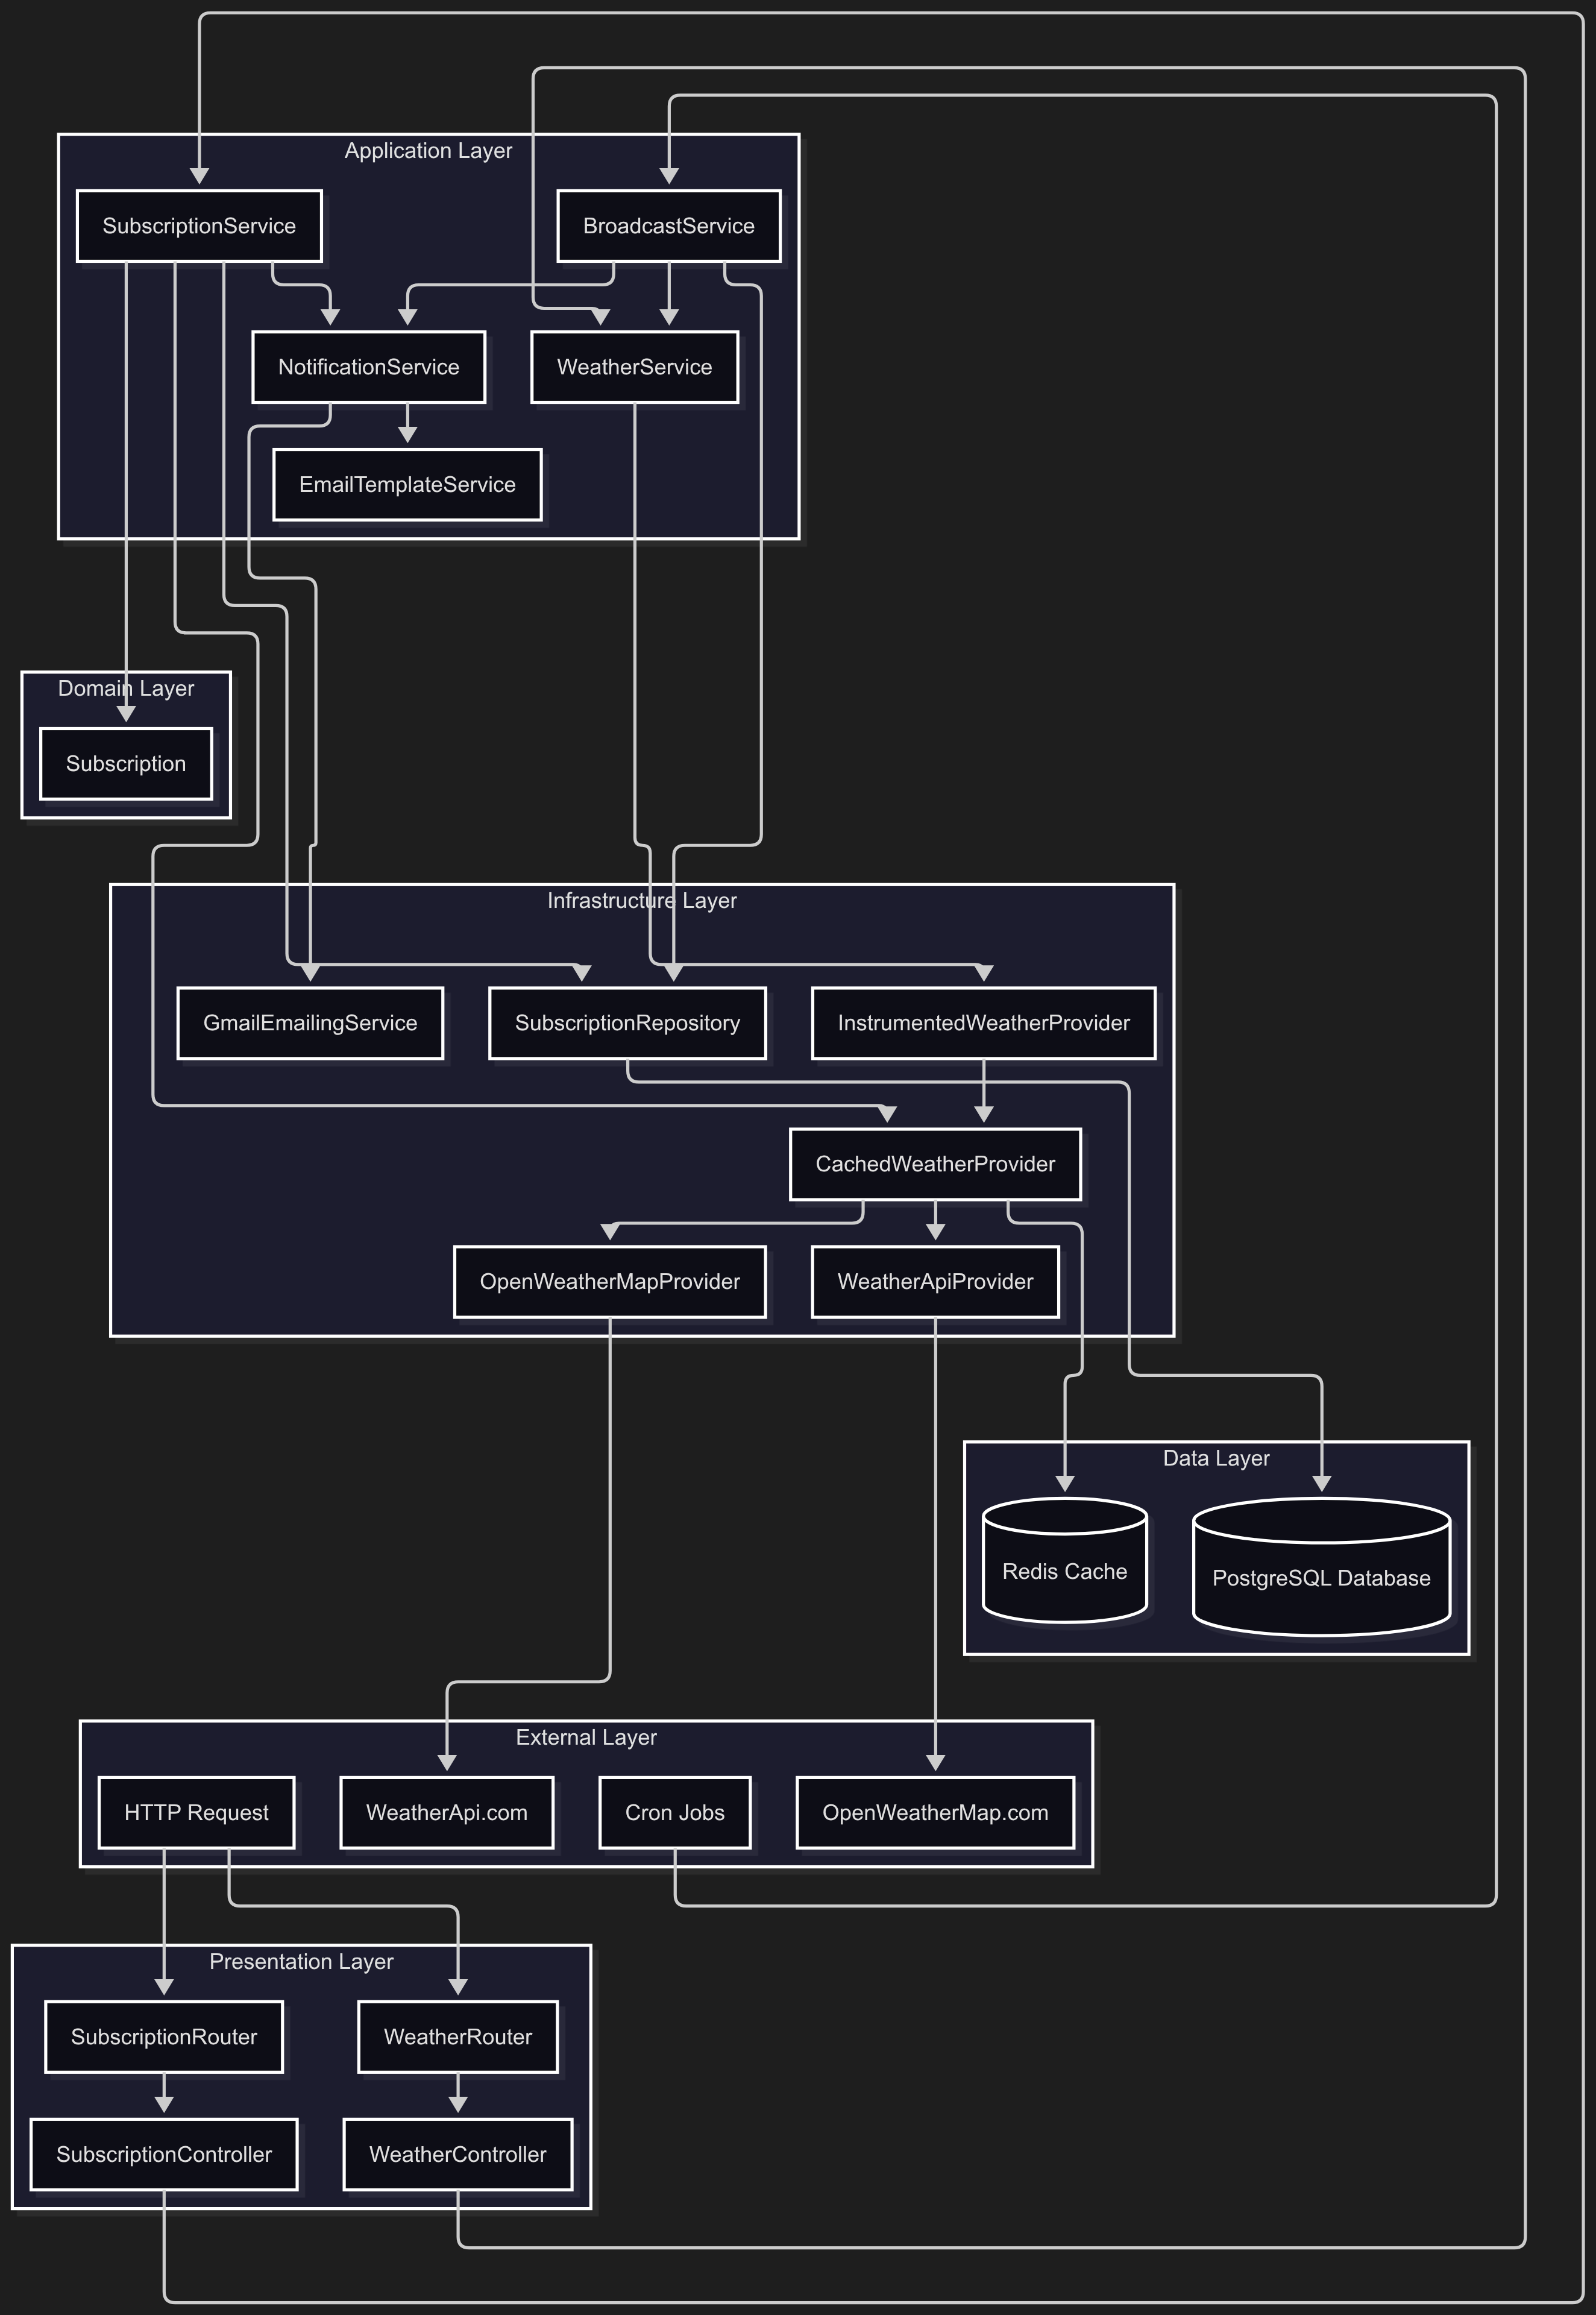 Application Layer
SubscriptionService
BroadcastService
NotificationService
WeatherService
EmailTemplateService
Domain Layer
Subscription
Infrastructure Layer
GmailEmailingService
SubscriptionRepository
InstrumentedWeatherProvider
CachedWeatherProvider
OpenWeatherMapProvider
WeatherApiProvider
Data Layer
Redis Cache
PostgreSQL Database
External Layer
HTTP Request
WeatherApi.com
Cron Jobs
OpenWeatherMap.com
Presentation Layer
SubscriptionRouter
WeatherRouter
SubscriptionController
WeatherController